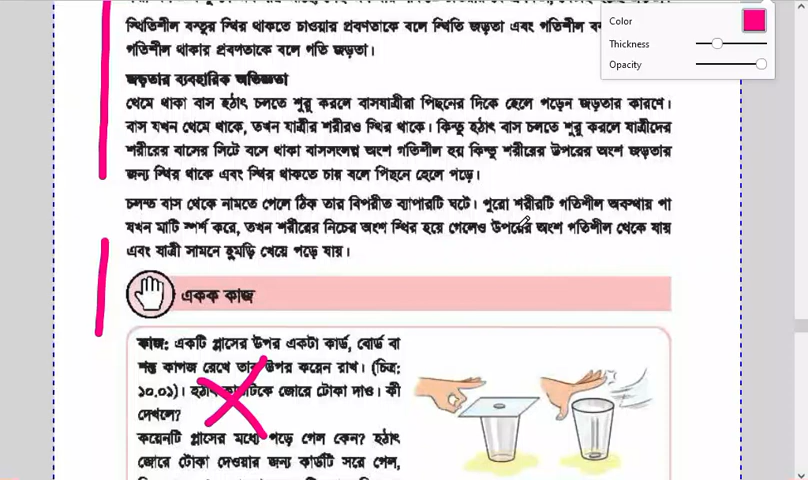 স্থিতিশীল বস্তুর স্থির থাকতে চাওয়ার প্রবণতাকে বলে স্থিতি জড়তা এবং গতিশীল
গতিশীল থাকার প্রবণতাকে বলে গতি জড়তা।
Color
Thickness
Opacity
জড়তার ব্যবহারিক অভিজ্ঞতা
থেমে থাকা বাস হঠাৎ চলতে শুরু করলে বাসযাত্রীরা পিছনের দিকে হেলে পড়েন জড়তার কারণে।
বাস যখন থেমে থাকে, তখন যাত্রীর শরীরও স্থির থাকে। কিন্তু হঠাৎ বাস চলতে শুরু করলে যাত্রীদের
শরীরের বাসের সিটে বসে থাকা বাসসংলগ্ন অংশ গতিশীল হয় কিন্তু শরীরের উপরের অংশ জড়তার
জন্য স্থির থাকে এবং স্থির থাকতে চায় বলে পিছনে হেলে পড়ে।
চলন্ত বাস থেকে নামতে গেলে ঠিক তার বিপরীত ব্যাপারটি ঘটে। পুরো শরীরটি গতিশীল অবস্থায় পা
যখন মাটি স্পর্শ করে, তখন শরীরের নিচের অংশ স্থির হয়ে গেলেও উপরের অংশ গতিশীল থেকে যায়
এবং যাত্রী সামনে হুমড়ি খেয়ে পড়ে যায়।
একক কাজ
কাজ: একটি গ্লাসের উপর একটা কার্ড, বোর্ড বা
শক্ত কাগজ রেখে তার উপর কয়েন রাখ। (চিত্র:
১০.০১)। হঠাৎ কার্ডটিকে জোরে টোকা দাও। কী
দেখলে?
কয়েনটি গ্লাসের মধ্যে পড়ে গেল কেন? হঠাৎ
জোরে টোকা দেওয়ার জন্য কার্ডটি সরে গেল,